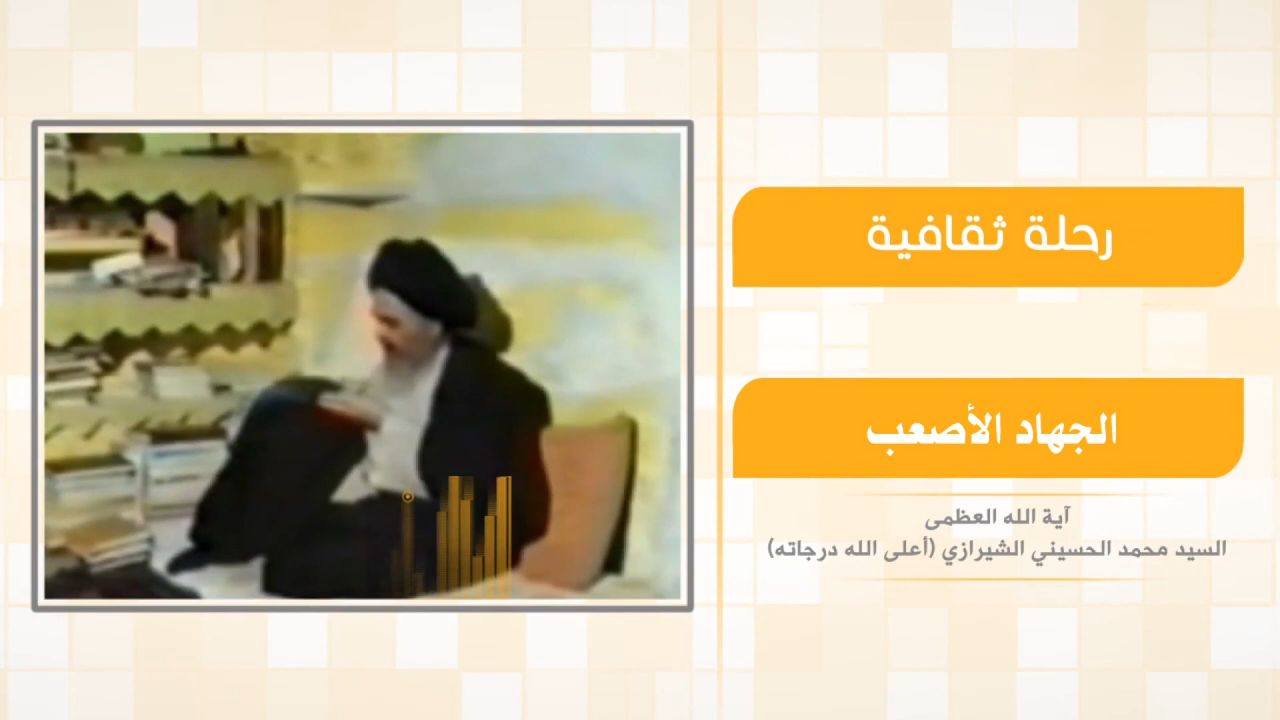 رحلة ثقافية
الجهاد الأصعب
آية الله العظمى
السيد محمد الحسيني الشيرازي (أعلى الله درجاته)